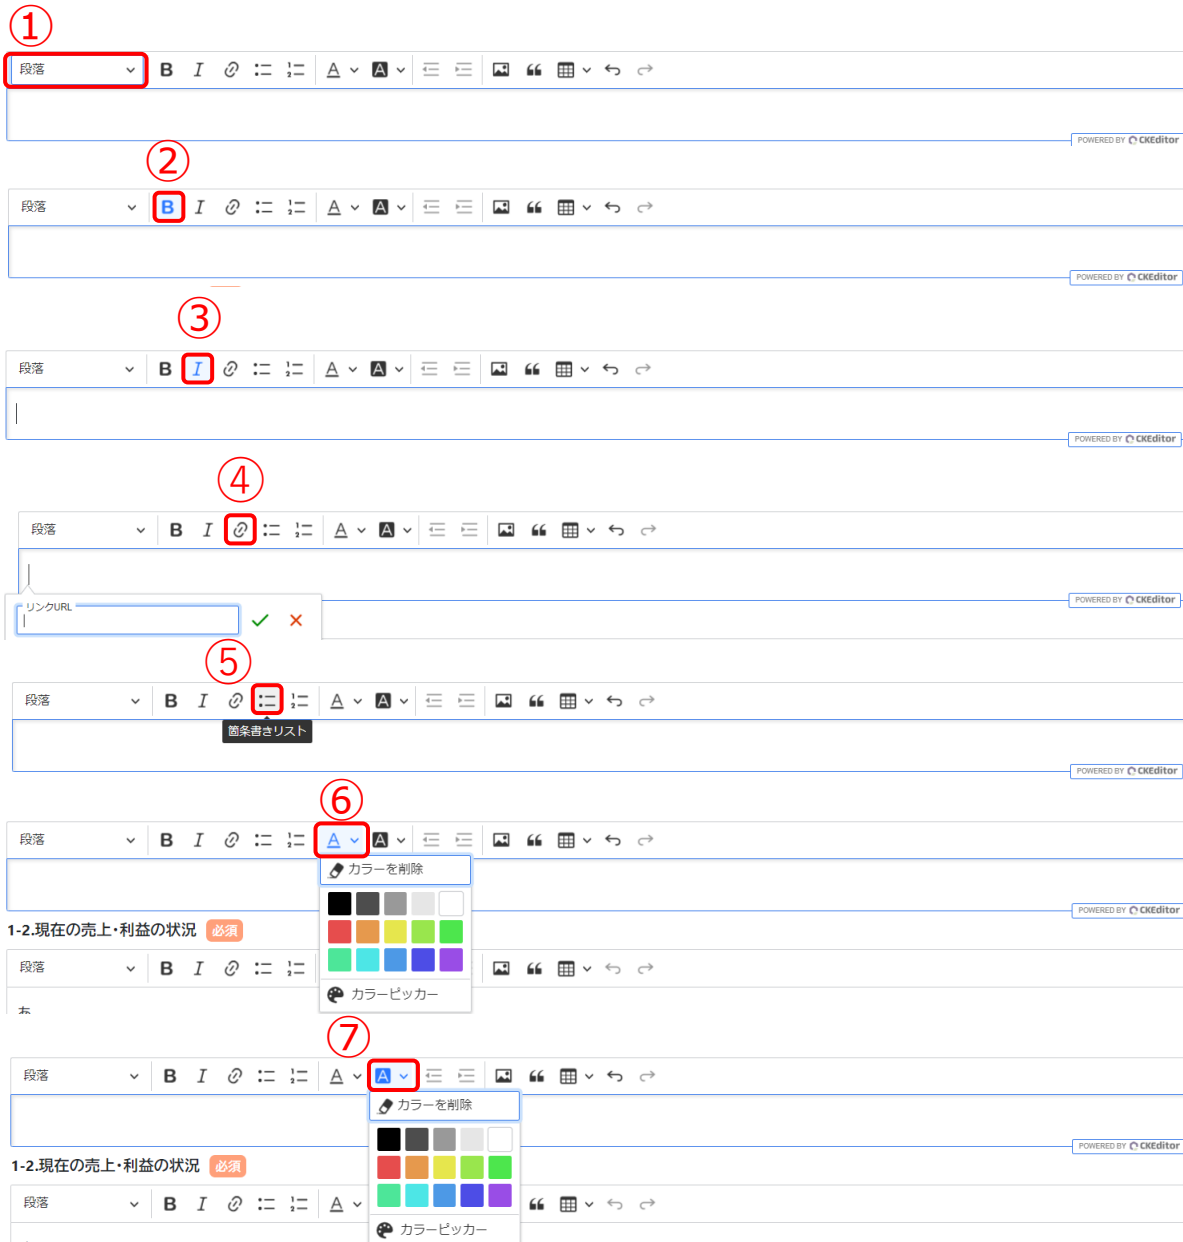 ①
段落
POWERED BY CKEditor
②
段落
POWERED BY CKEditor
③
段落
POWERED BY CKEditor
④
段落
POWERED BY CKEditor
リンクURL
⑤
段落
箇条書きリスト
POWERED BY CKEditor
⑥
段落
カラーを削除
POWERED BY CKEditor
1-2.現在の売上・利益の状況 必須
段落
カラーピッカー
⑦
段落
カラーを削除
POWERED BY CKEditor
1-2.現在の売上・利益の状況 必須
段落
カラーピッカー